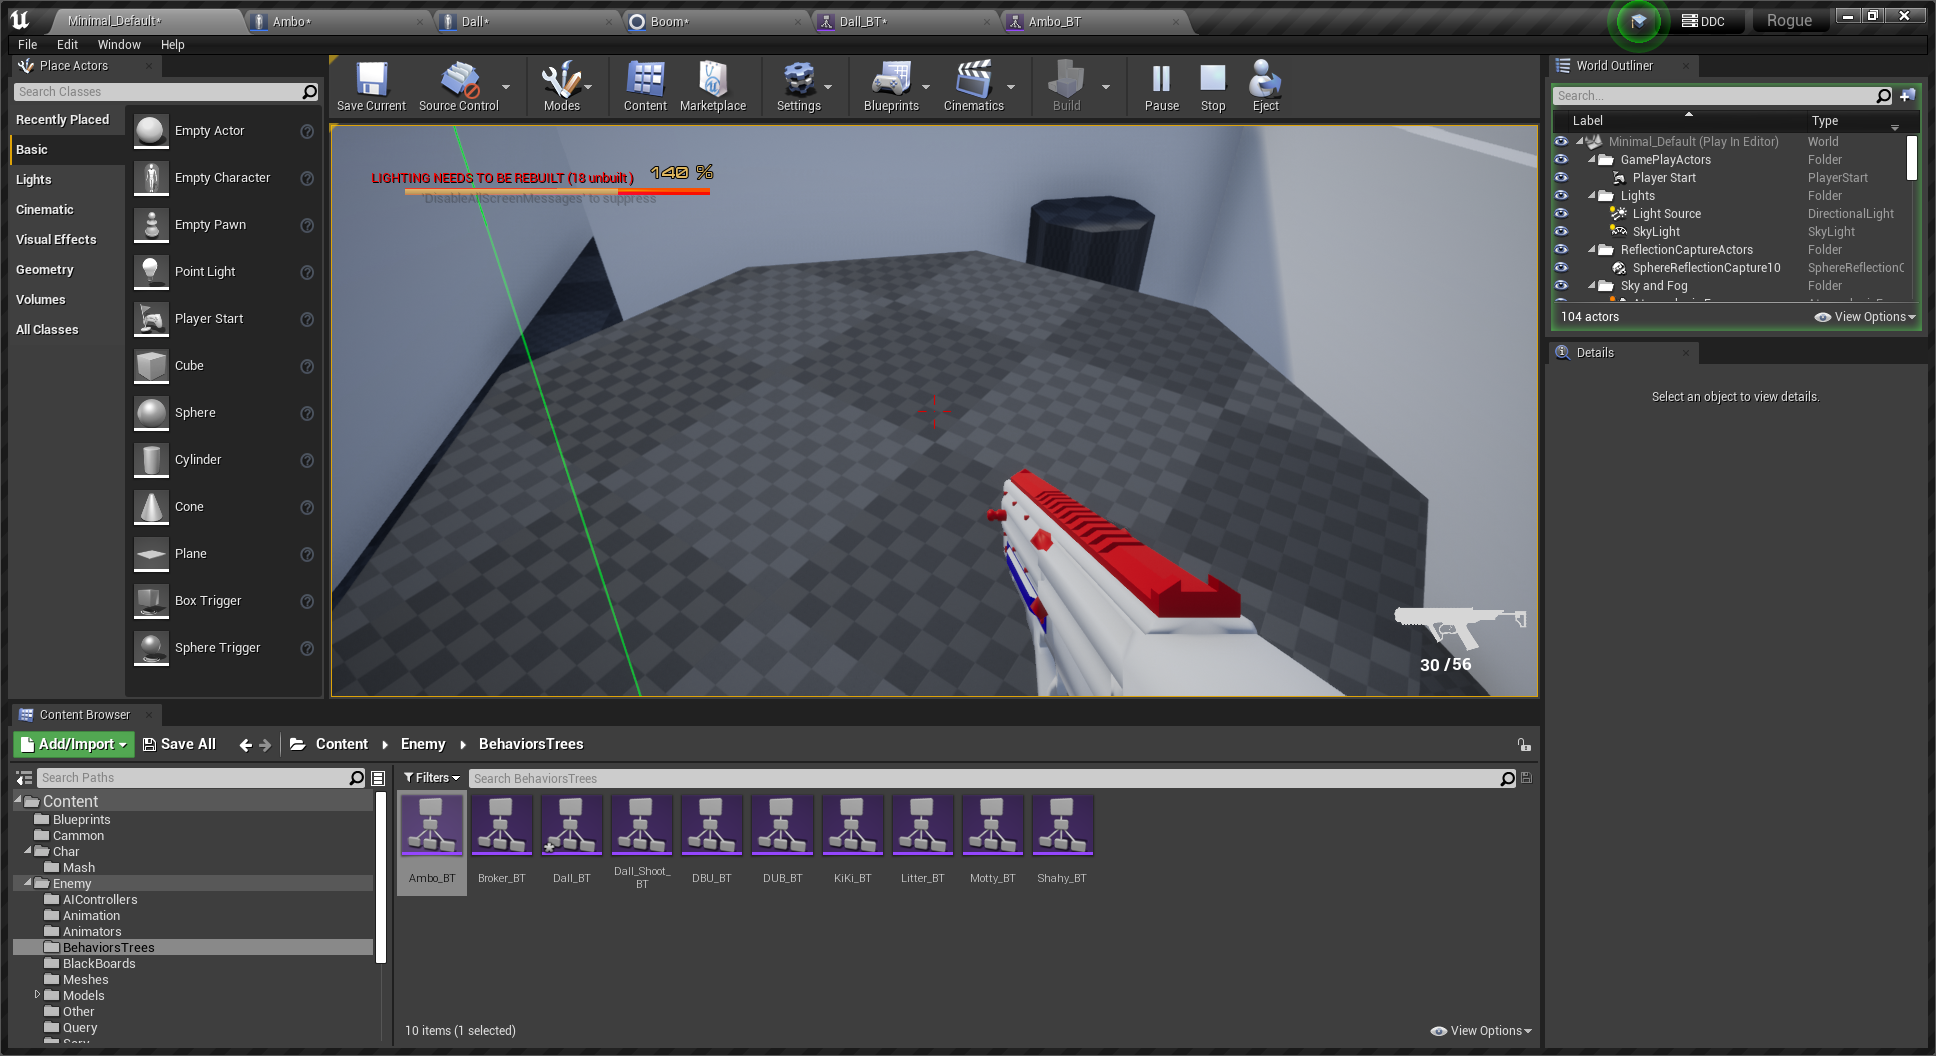 Minimal_Default*
Ambo*
Dall*
Boom*
Dall_BT*
Ambo_BT
DDC
Rogue
File Edit Window Help
Place Actors
Search Classes
Recently Placed
Basic
Lights
Cinematic
Visual Effects
Geometry
Volumes
All Classes
Empty Actor
Empty Character
Empty Pawn
Point Light
Player Start
Cube
Sphere
Cylinder
Cone
Plane
Box Trigger
Sphere Trigger
Save Current
Source Control
Modes
Content
Marketplace
Settings
Blueprints
Cinematics
Build
Pause
Stop
Eject
LIGHTING NEEDS TO BE REBUILT (18 unbuilt)
140 %
'DisableAllScreenMessages' to suppress
30 / 56
World Outliner
Search...
Label Type
Minimal_Default (Play In Editor) World
GamePlayActors Folder
Player Start PlayerStart
Lights Folder
Light Source DirectionalLight
SkyLight SkyLight
ReflectionCaptureActors Folder
SphereReflectionCapture10 SphereReflectionC
Sky and Fog Folder
104 actors
View Options
Details
Select an object to view details.
Content Browser
Add/Import
Save All
Content
Enemy
BehaviorsTrees
Search Paths
Filters
Search BehaviorsTrees
Content
Blueprints
Cammon
Char
Mash
Enemy
AIControllers
Animation
Animators
BehaviorsTrees
BlackBoards
Meshes
Models
Other
Query
Ambo_BT
Broker_BT
Dall_BT
Dall_Shoot_
BT
DBU_BT
DUB_BT
KiKi_BT
Litter_BT
Motty_BT
Shahy_BT
10 items (1 selected)
View Options